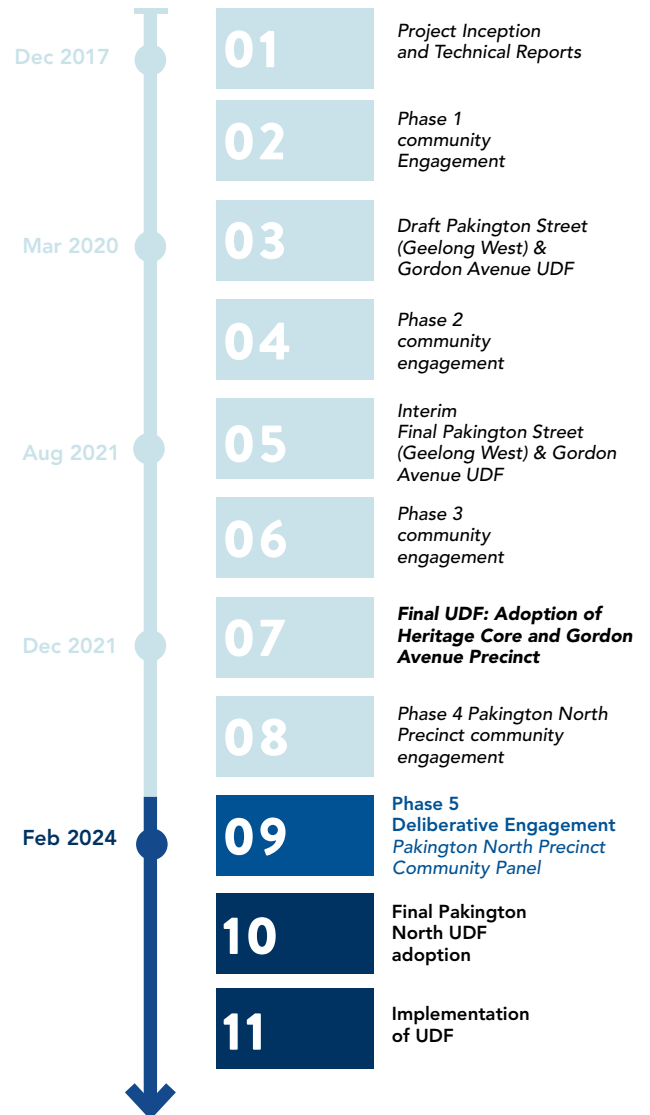 Dec 2017
01
Project Inception
and Technical Reports
02
Phase 1
community
Engagement
Mar 2020
03
Draft Pakington Street
(Geelong West) &
Gordon Avenue UDF
04
Phase 2
community
engagement
Aug 2021
05
Interim
Final Pakington Street
(Geelong West) & Gordon
Avenue UDF
06
Phase 3
community
engagement
Dec 2021
07
Final UDF: Adoption of
Heritage Core and Gordon
Avenue Precinct
08
Phase 4 Pakington North
Precinct community
engagement
Feb 2024
09
Phase 5
Deliberative Engagement
Pakington North Precinct
Community Panel
10
Final Pakington
North UDF
adoption
11
Implementation
of UDF